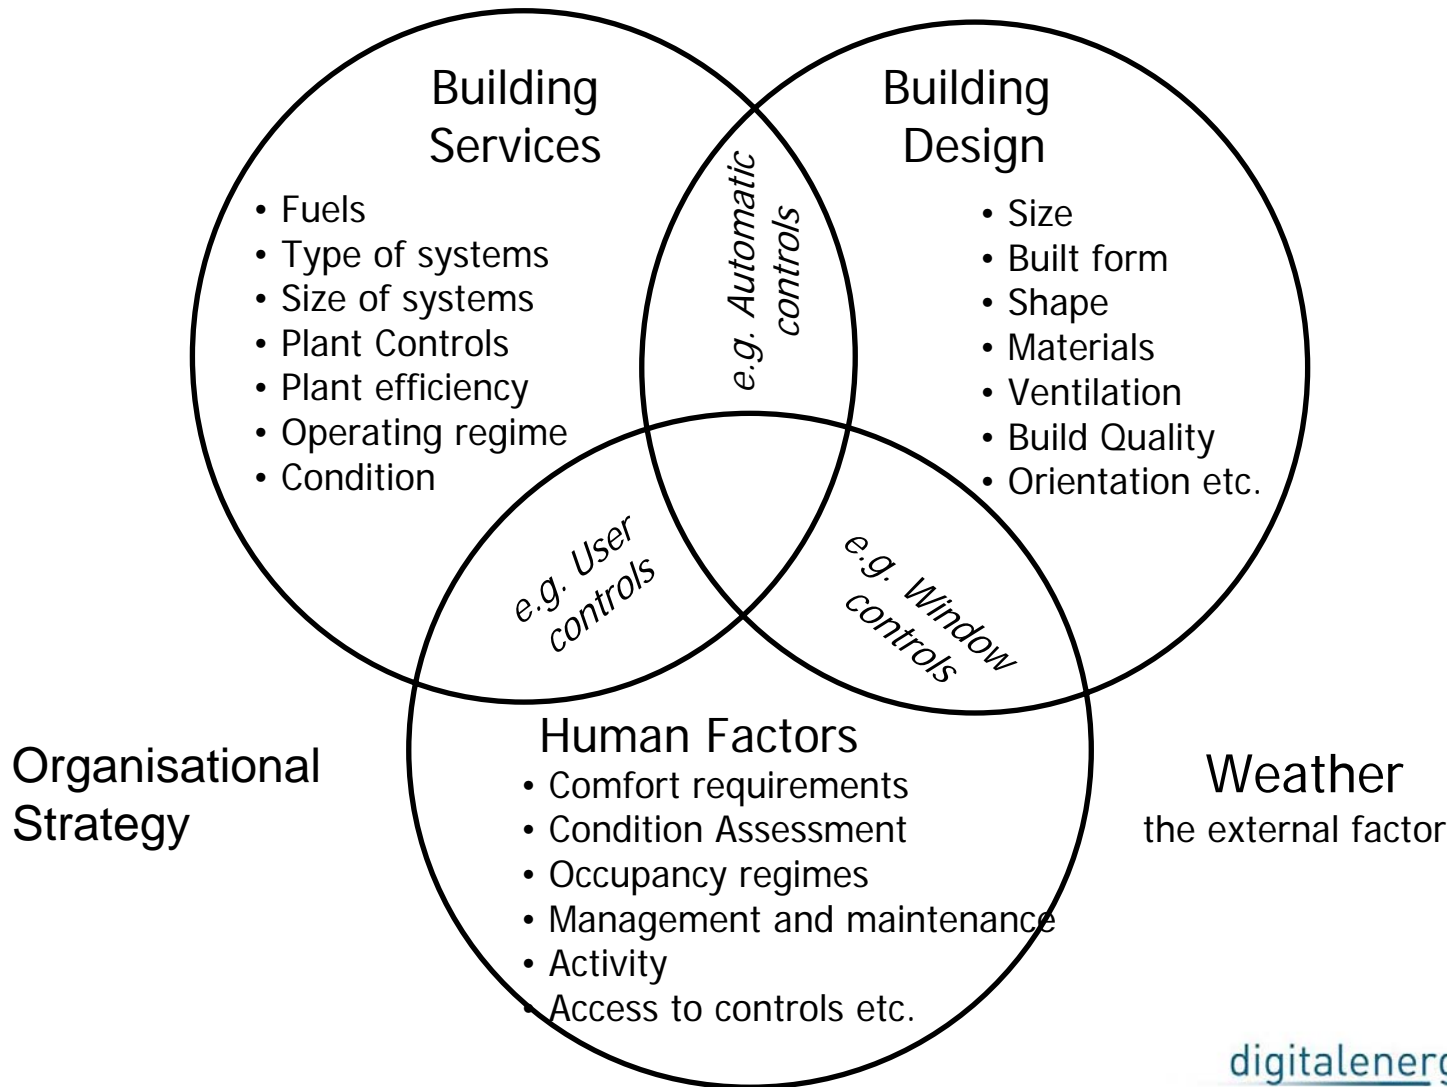 Building
Services
• Fuels
• Type of systems
• Size of systems
• Plant Controls
• Plant efficiency
• Operating regime
• Condition
e.g. Automatic
controls
Building
Design
• Size
• Built form
• Shape
• Materials
• Ventilation
• Build Quality
• Orientation etc.
e.g. User
controls
e.g. Window
controls
Human Factors
• Comfort requirements
• Condition Assessment
• Occupancy regimes
• Management and maintenance
• Activity
• Access to controls etc.
Organisational
Strategy
Weather
the external factor
digitalenerg